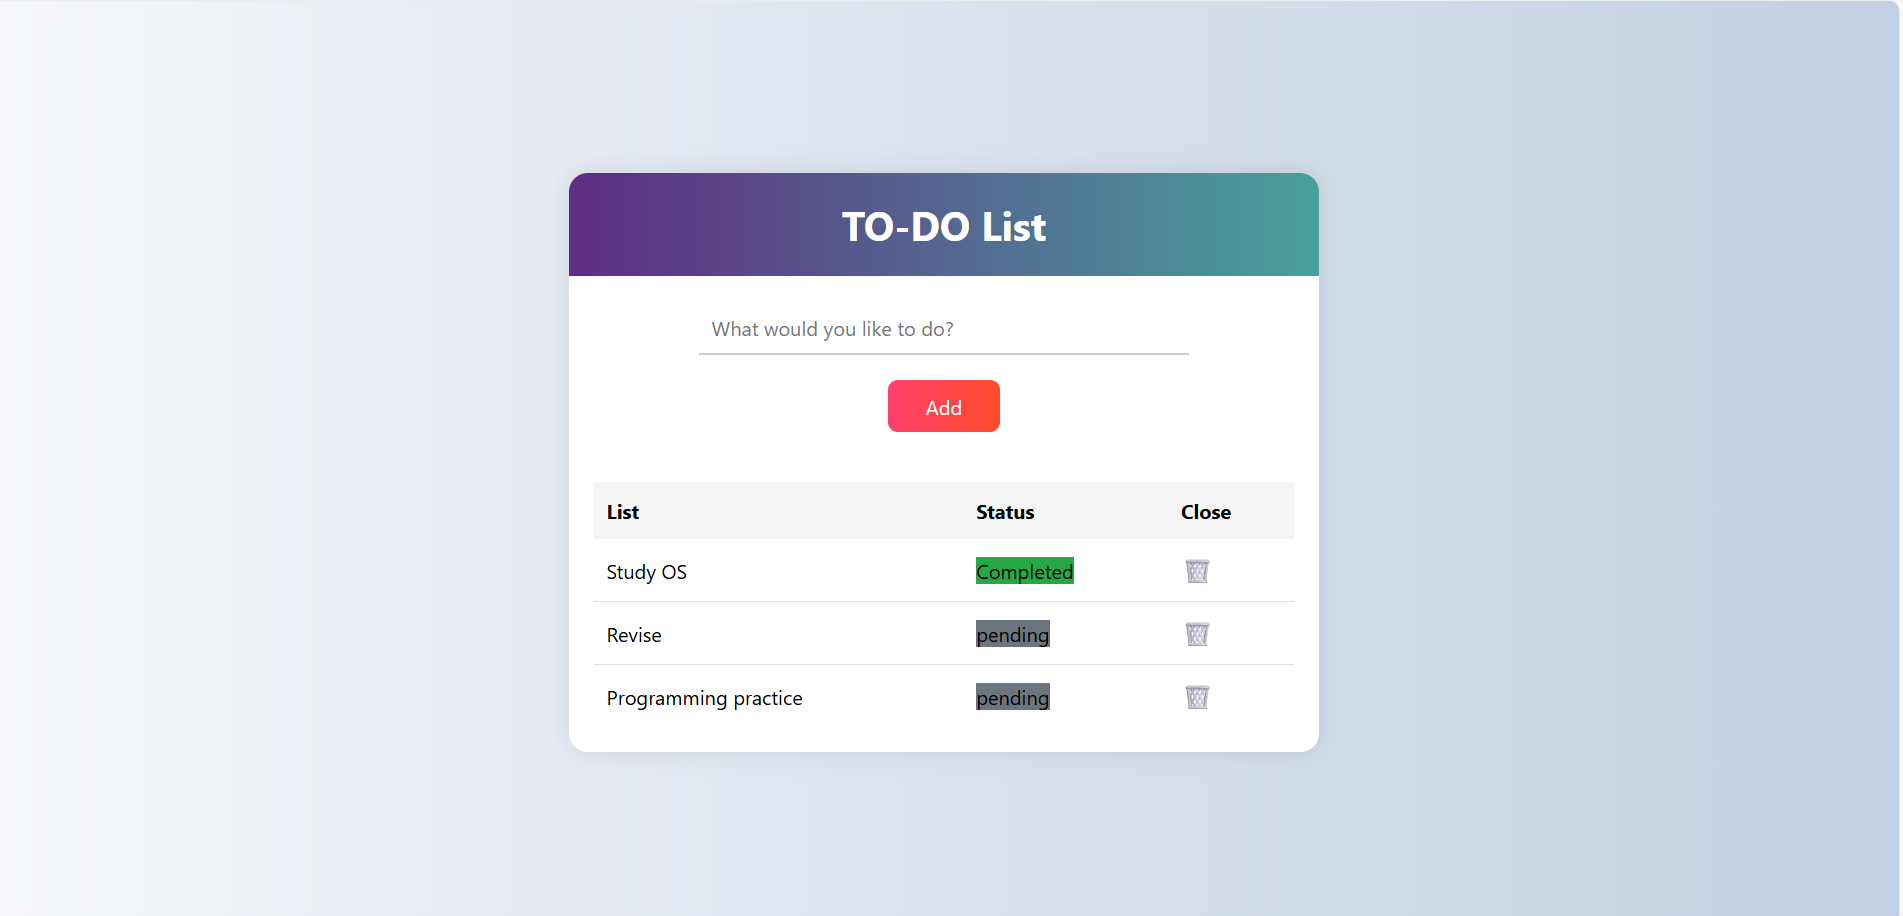 TO-DO List
What would you like to do?
Add
List Status Close
Study OS Completed
Revise pending
Programming practice pending